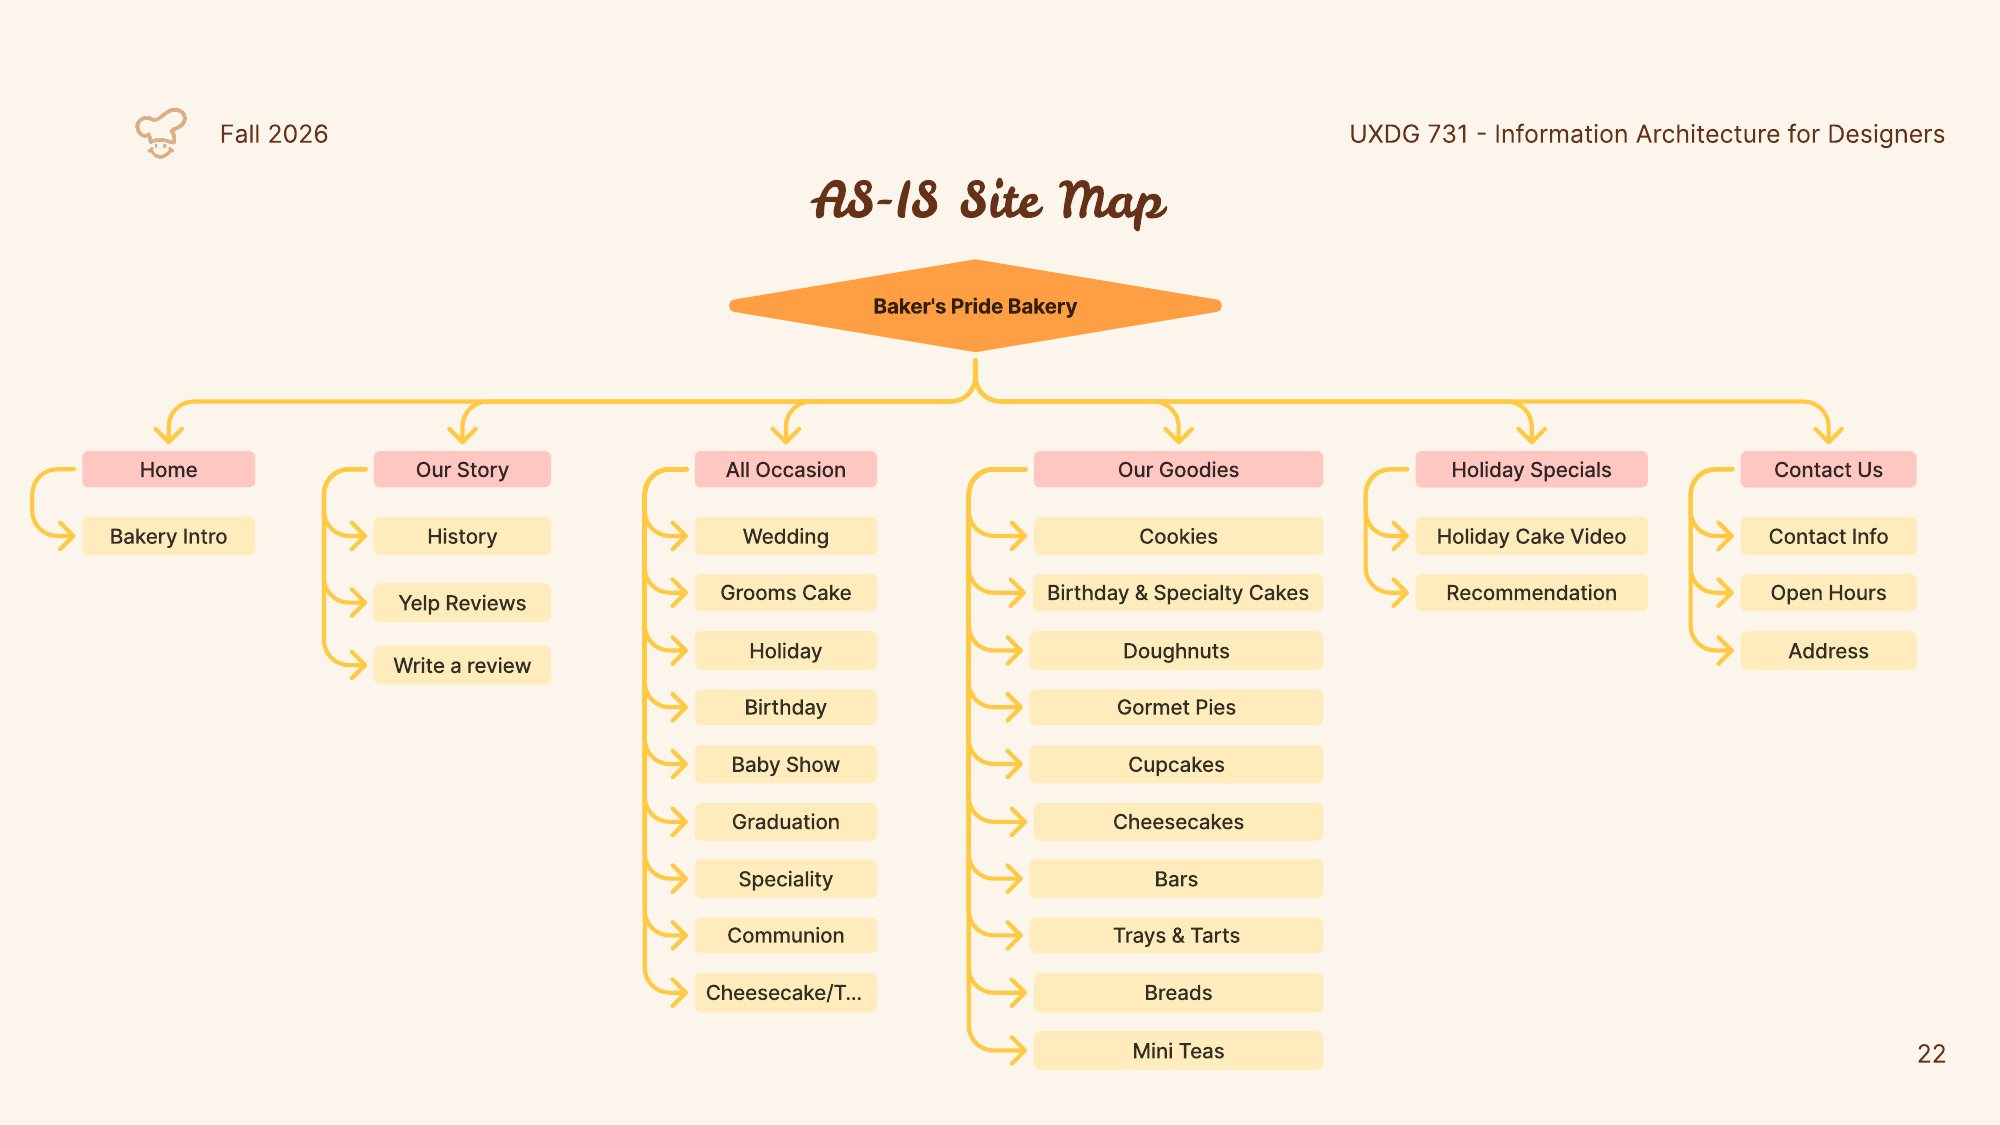 Fall 2026
UXDG 731 - Information Architecture for Designers
AS-IS Site Map
Baker's Pride Bakery
Home
Bakery Intro
Our Story
History
Yelp Reviews
Write a review
All Occasion
Wedding
Grooms Cake
Holiday
Birthday
Baby Show
Graduation
Speciality
Communion
Cheesecake/T...
Our Goodies
Cookies
Birthday & Specialty Cakes
Doughnuts
Gormet Pies
Cupcakes
Cheesecakes
Bars
Trays & Tarts
Breads
Mini Teas
Holiday Specials
Holiday Cake Video
Recommendation
Contact Us
Contact Info
Open Hours
Address
22